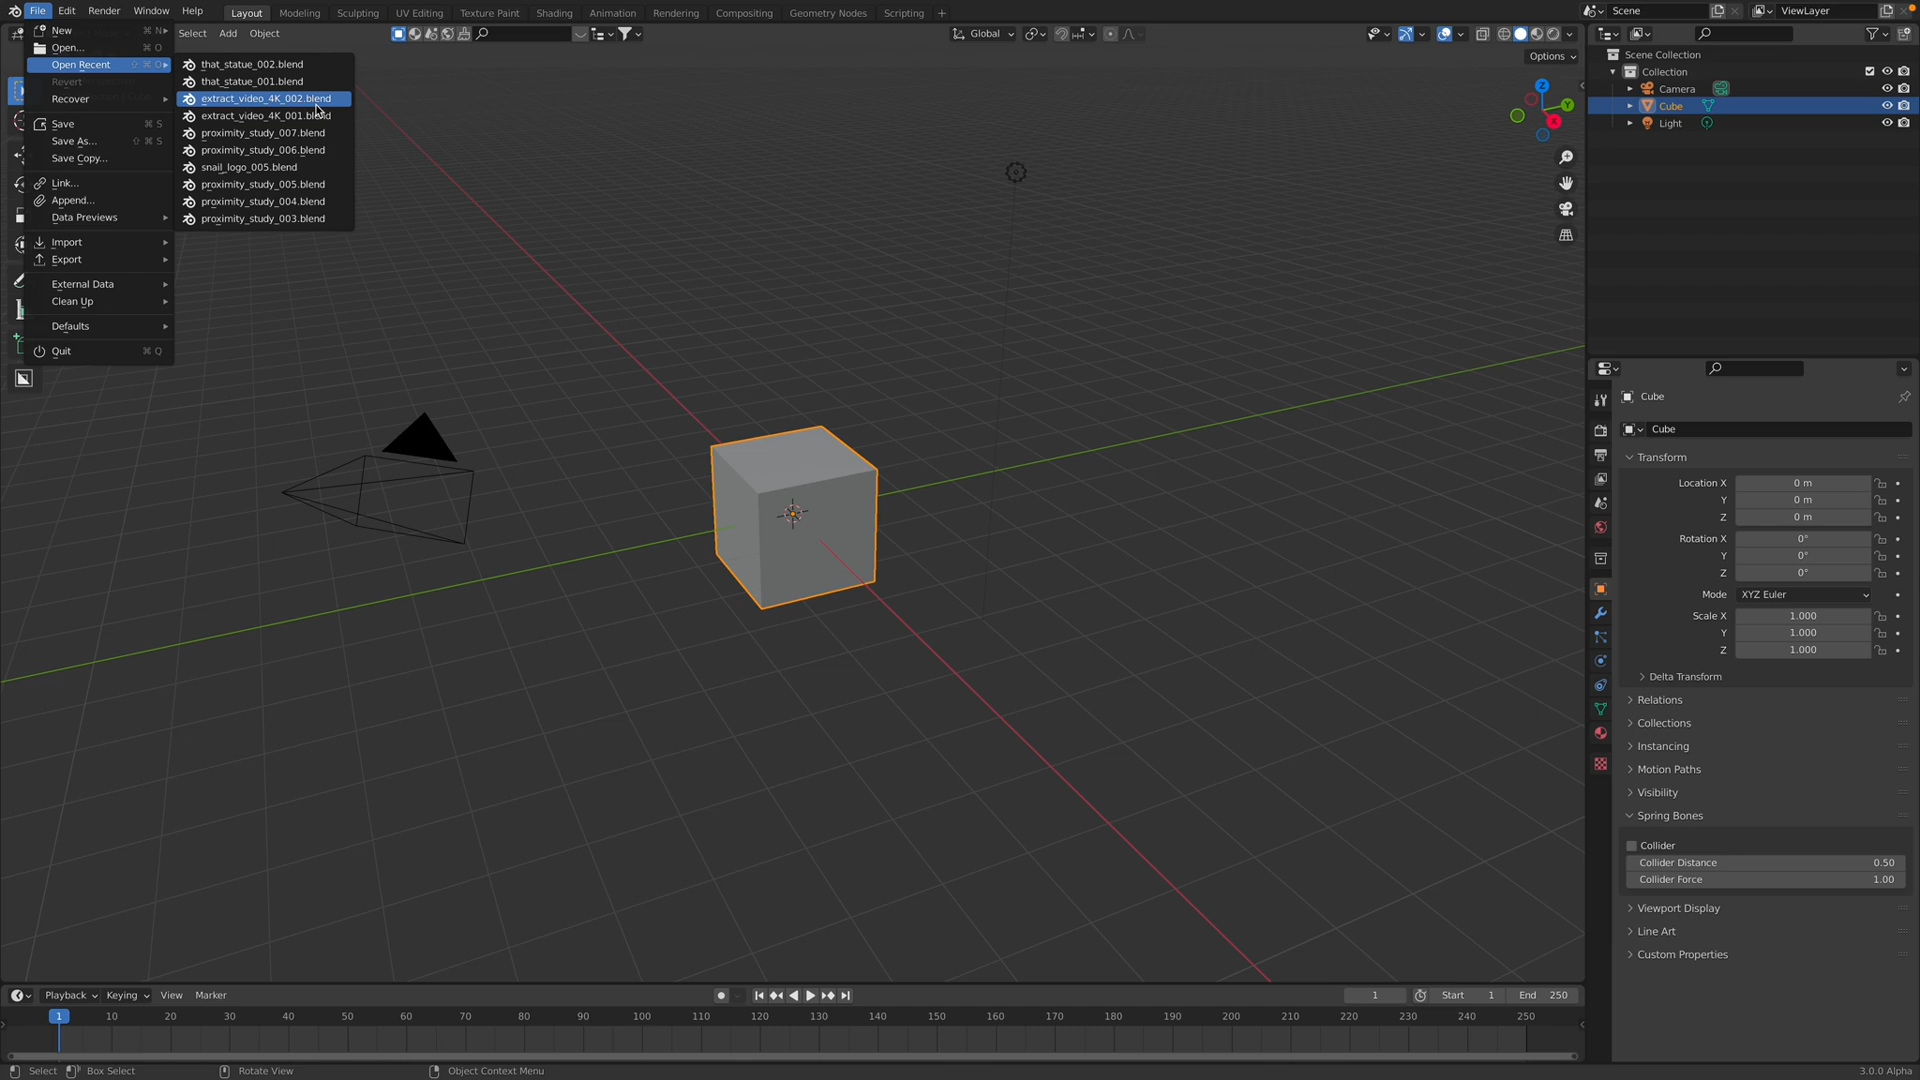 File Edit Render Window Help Layout Modeling Sculpting UV Editing Texture Paint Shading Animation Rendering Compositing Geometry Nodes Scripting + Scene ViewLayer
Select Add Object Global
Options
New ⌘ N
Open... ⌘ O
Open Recent ⇧ ⌘ O
Revert
Recover
Save ⌘ S
Save As... ⇧ ⌘ S
Save Copy...
Link...
Append...
Data Previews
Import
Export
External Data
Clean Up
Defaults
Quit ⌘ Q
that_statue_002.blend
that_statue_001.blend
extract_video_4K_002.blend
extract_video_4K_001.blend
proximity_study_007.blend
proximity_study_006.blend
snail_logo_005.blend
proximity_study_005.blend
proximity_study_004.blend
proximity_study_003.blend
Z
Y
X
Scene Collection
Collection
Camera
Cube
Light
Cube
Cube
Transform
Location X 0 m
Y 0 m
Z 0 m
Rotation X 0°
Y 0°
Z 0°
Mode XYZ Euler
Scale X 1.000
Y 1.000
Z 1.000
Delta Transform
Relations
Collections
Instancing
Motion Paths
Visibility
Spring Bones
Collider
Collider Distance 0.50
Collider Force 1.00
Viewport Display
Line Art
Custom Properties
Playback Keying View Marker 1 Start 1 End 250
1 10 20 30 40 50 60 70 80 90 100 110 120 130 140 150 160 170 180 190 200 210 220 230 240 250
Select Box Select Rotate View Object Context Menu 3.0.0 Alpha